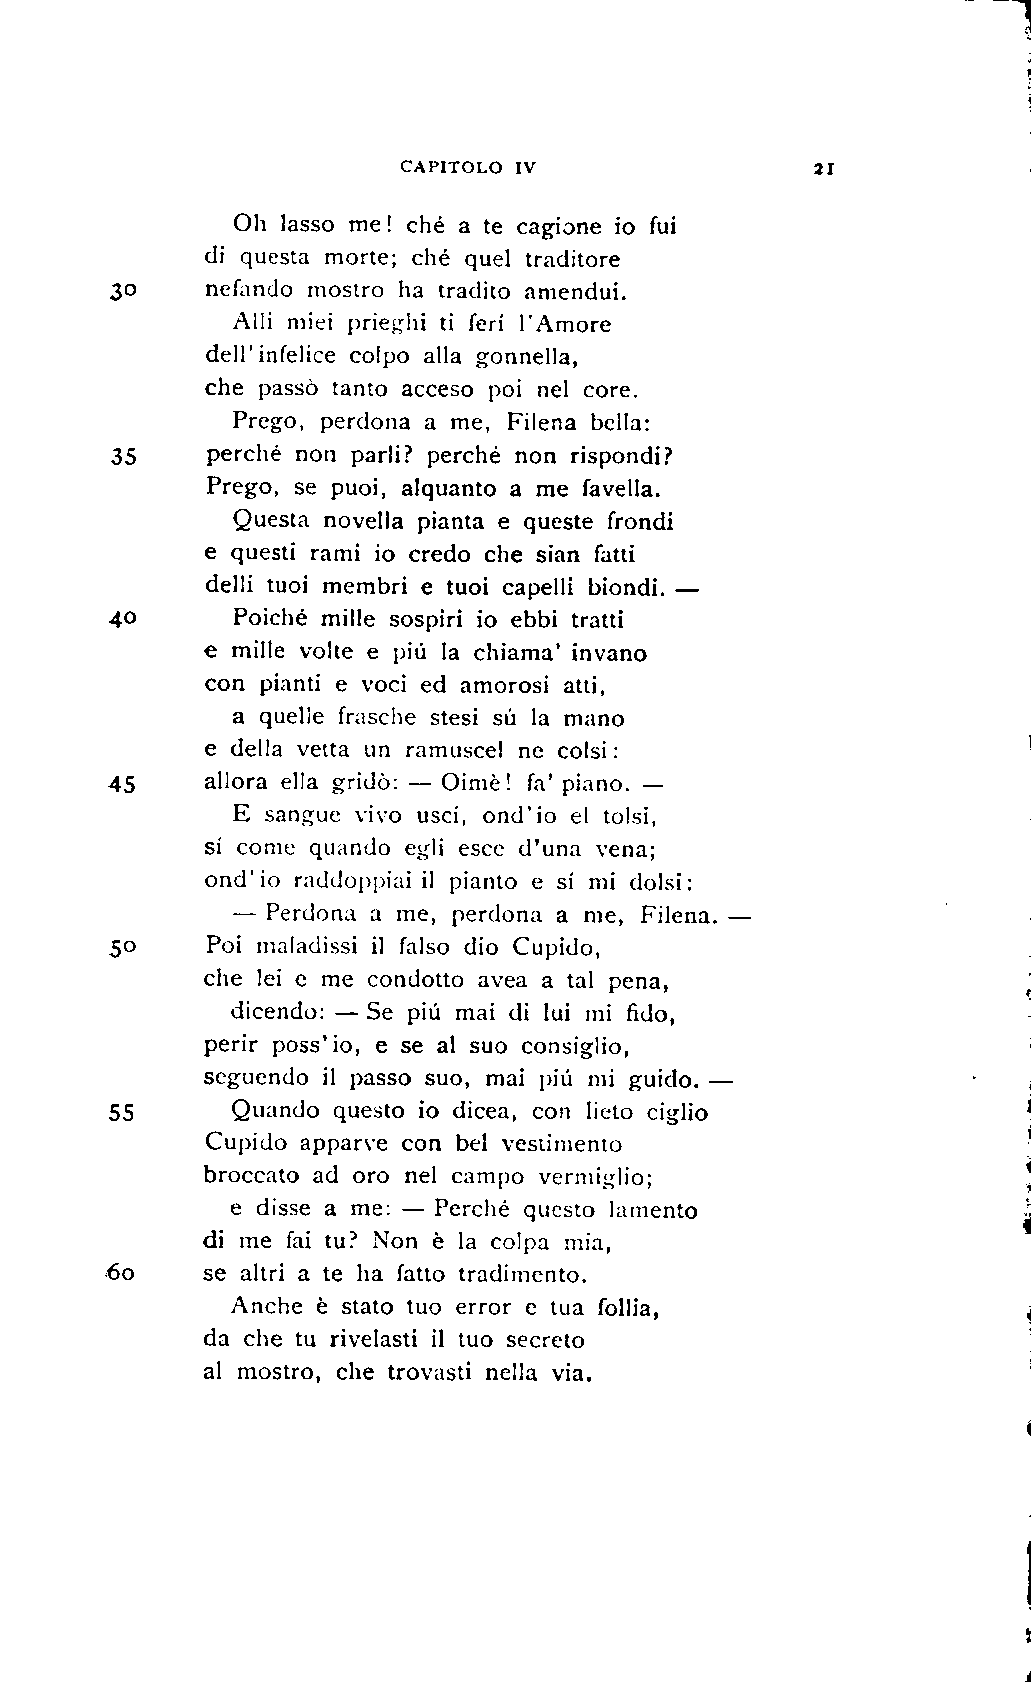 CAPITOLO IV 21
Oh lasso me! ché a te cagione io fui
di questa morte; ché quel traditore
30 nefando mostro ha tradito amendui.
Alli miei prieghi ti ferí l'Amore
dell'infelice colpo alla gonnella,
che passò tanto acceso poi nel core.
Prego, perdona a me, Filena bella:
35 perché non parli? perché non rispondi?
Prego, se puoi, alquanto a me favella.
Questa novella pianta e queste frondi
e questi rami io credo che sian fatti
delli tuoi membri e tuoi capelli biondi. —
40 Poiché mille sospiri io ebbi tratti
e mille volte e piú la chiama' invano
con pianti e voci ed amorosi atti,
a quelle frasche stesi sú la mano
e della vetta un ramuscel ne colsi:
45 allora ella gridò: — Oimè! fa' piano. —
E sangue vivo uscí, ond'io el tolsi,
sí come quando egli esce d'una vena;
ond'io raddoppiai il pianto e sí mi dolsi:
— Perdona a me, perdona a me, Filena. —
50 Poi maladissi il falso dio Cupido,
che lei e me condotto avea a tal pena,
dicendo: — Se piú mai di lui mi fido,
perir poss'io, e se al suo consiglio,
seguendo il passo suo, mai piú mi guido. —
55 Quando questo io dicea, con lieto ciglio
Cupido apparve con bel vestimento
broccato ad oro nel campo vermiglio;
e disse a me: — Perché questo lamento
di me fai tu? Non è la colpa mia,
60 se altri a te ha fatto tradimento.
Anche è stato tuo error e tua follia,
da che tu rivelasti il tuo secreto
al mostro, che trovasti nella via.